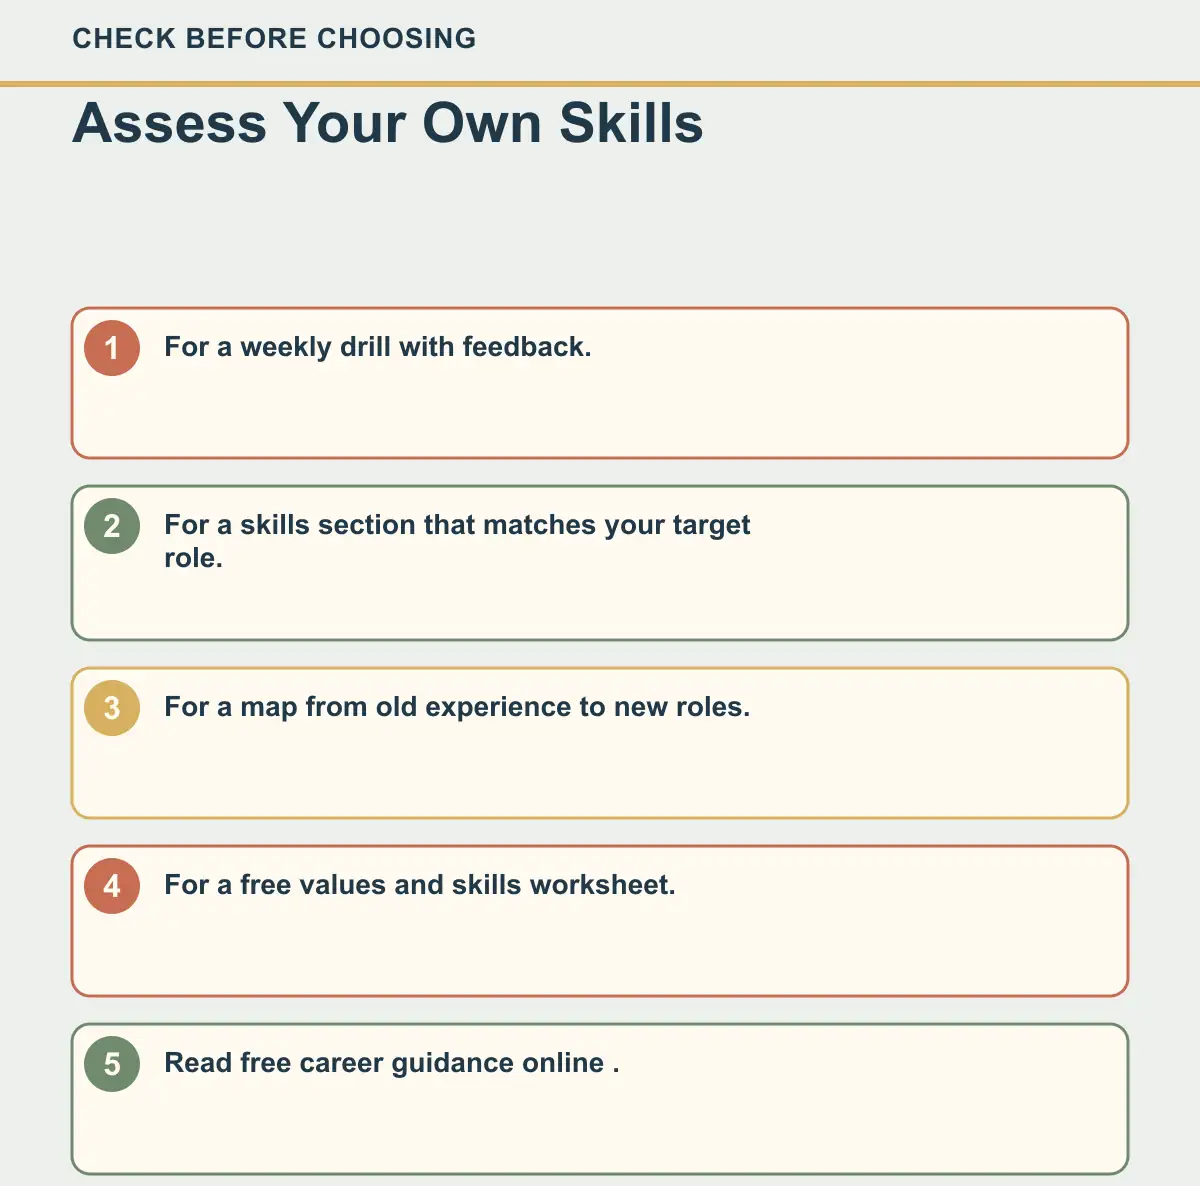 CHECK BEFORE CHOOSING
Assess Your Own Skills
1
For a weekly drill with feedback.
2
For a skills section that matches your target
role.
3
For a map from old experience to new roles.
4
For a free values and skills worksheet.
5
Read free career guidance online .